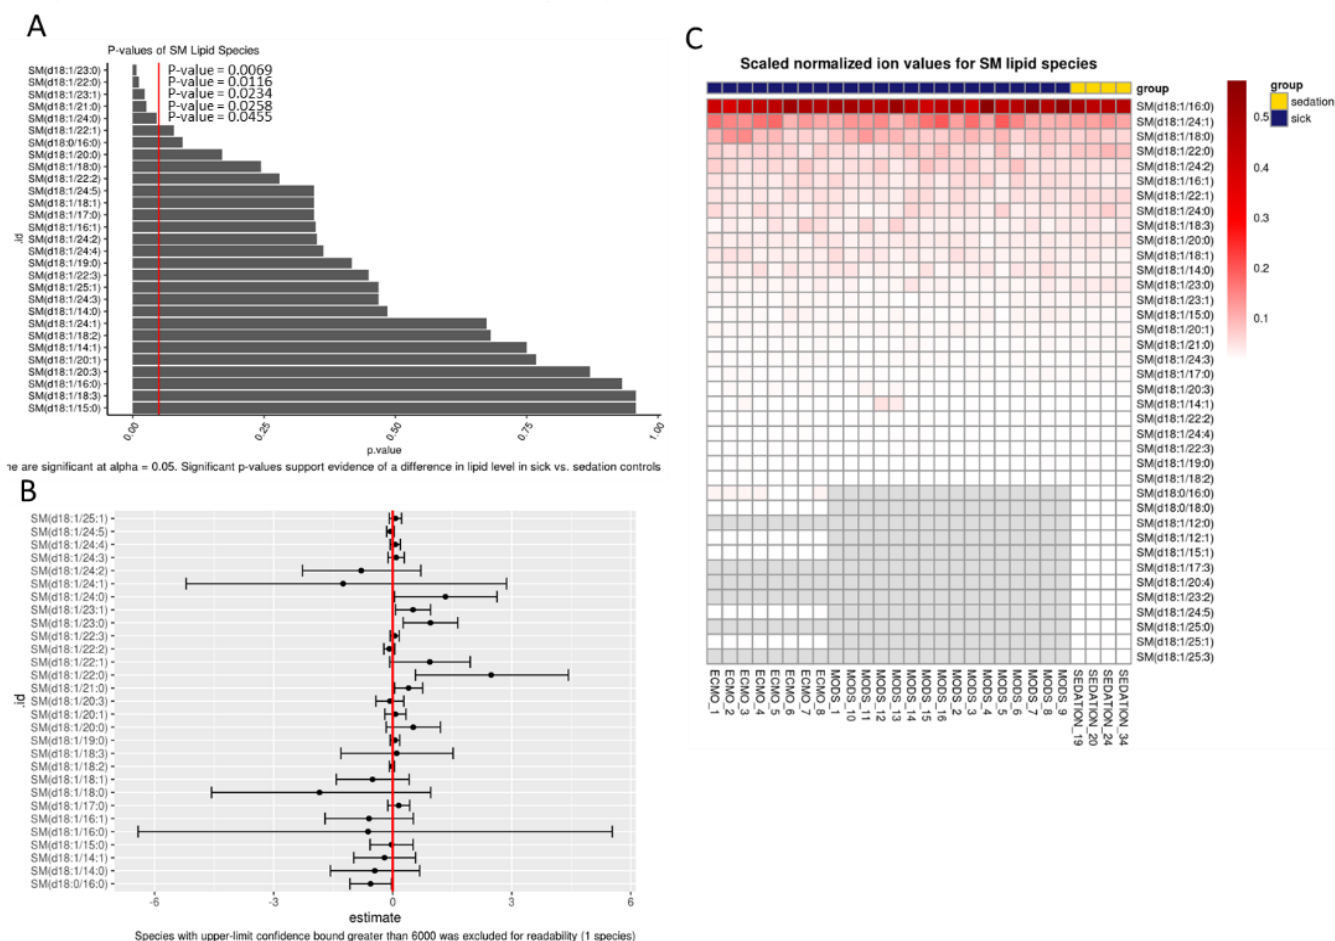 A
P-values of SM Lipid Species
SM(d18:1/23:0)
SM(d18:1/22:0)
SM(d18:1/23:1)
SM(d18:1/21:0)
SM(d18:1/24:0)
SM(d18:1/22:1)
SM(d18:0/16:0)
SM(d18:1/20:0)
SM(d18:1/18:0)
SM(d18:1/22:2)
SM(d18:1/24:5)
SM(d18:1/18:1)
SM(d18:1/17:0)
SM(d18:1/16:1)
SM(d18:1/24:2)
SM(d18:1/24:4)
SM(d18:1/19:0)
SM(d18:1/22:3)
SM(d18:1/25:1)
SM(d18:1/24:3)
SM(d18:1/14:0)
SM(d18:1/24:1)
SM(d18:1/18:2)
SM(d18:1/14:1)
SM(d18:1/20:1)
SM(d18:1/20:3)
SM(d18:1/16:0)
SM(d18:1/18:3)
SM(d18:1/15:0)
P-value = 0.0069
P-value = 0.0116
P-value = 0.0234
P-value = 0.0258
P-value = 0.0455
.id
0.00 0.25 0.50 0.75 1.00
p.value
ne are significant at alpha = 0.05. Significant p-values support evidence of a difference in lipid level in sick vs. sedation controls
B
SM(d18:1/25:1)
SM(d18:1/24:5)
SM(d18:1/24:4)
SM(d18:1/24:3)
SM(d18:1/24:2)
SM(d18:1/24:1)
SM(d18:1/24:0)
SM(d18:1/23:1)
SM(d18:1/23:0)
SM(d18:1/22:3)
SM(d18:1/22:2)
SM(d18:1/22:1)
SM(d18:1/22:0)
SM(d18:1/21:0)
SM(d18:1/20:3)
SM(d18:1/20:1)
SM(d18:1/20:0)
SM(d18:1/19:0)
SM(d18:1/18:3)
SM(d18:1/18:2)
SM(d18:1/18:1)
SM(d18:1/18:0)
SM(d18:1/17:0)
SM(d18:1/16:1)
SM(d18:1/16:0)
SM(d18:1/15:0)
SM(d18:1/14:1)
SM(d18:1/14:0)
SM(d18:0/16:0)
.id
-6 -3 0 3 6
estimate
Species with upper-limit confidence bound greater than 6000 was excluded for readability (1 species)
C
Scaled normalized ion values for SM lipid species
group
SM(d18:1/16:0)
SM(d18:1/24:1)
SM(d18:1/18:0)
SM(d18:1/22:0)
SM(d18:1/24:2)
SM(d18:1/16:1)
SM(d18:1/22:1)
SM(d18:1/24:0)
SM(d18:1/18:3)
SM(d18:1/20:0)
SM(d18:1/18:1)
SM(d18:1/14:0)
SM(d18:1/23:0)
SM(d18:1/23:1)
SM(d18:1/15:0)
SM(d18:1/20:1)
SM(d18:1/21:0)
SM(d18:1/24:3)
SM(d18:1/17:0)
SM(d18:1/20:3)
SM(d18:1/14:1)
SM(d18:1/22:2)
SM(d18:1/24:4)
SM(d18:1/22:3)
SM(d18:1/19:0)
SM(d18:1/18:2)
SM(d18:0/16:0)
SM(d18:0/18:0)
SM(d18:1/12:0)
SM(d18:1/12:1)
SM(d18:1/15:1)
SM(d18:1/17:3)
SM(d18:1/20:4)
SM(d18:1/23:2)
SM(d18:1/24:5)
SM(d18:1/25:0)
SM(d18:1/25:1)
SM(d18:1/25:3)
ECMO_1
ECMO_2
ECMO_3
ECMO_4
ECMO_5
ECMO_6
ECMO_7
ECMO_8
MODS_1
MODS_10
MODS_11
MODS_12
MODS_13
MODS_14
MODS_15
MODS_16
MODS_2
MODS_3
MODS_4
MODS_5
MODS_6
MODS_7
MODS_8
MODS_9
SEDATION_19
SEDATION_20
SEDATION_24
SEDATION_34
0.5
0.4
0.3
0.2
0.1
group
sedation
sick